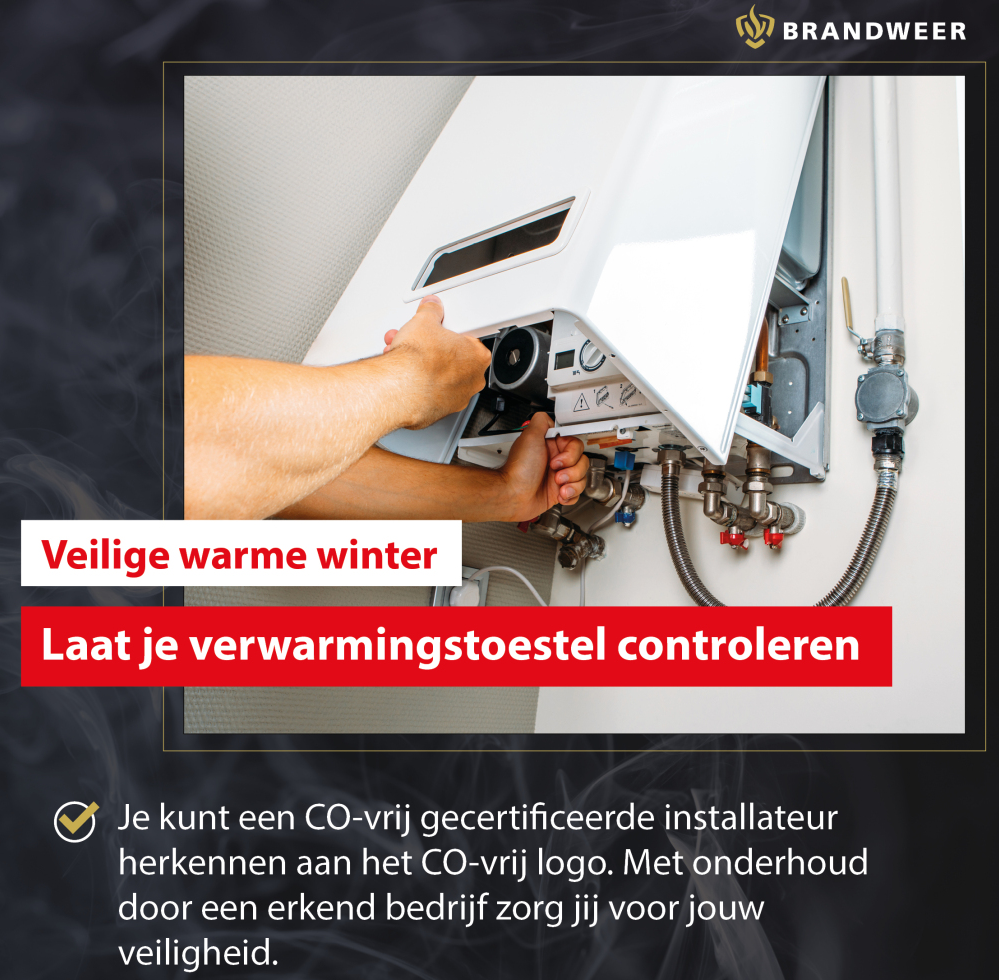 BRANDWEER
Veilige warme winter
Laat je verwarmingstoestel controleren
Je kunt een CO-vrij gecertificeerde installateur
herkennen aan het CO-vrij logo. Met onderhoud
door een erkend bedrijf zorg jij voor jouw
veiligheid.